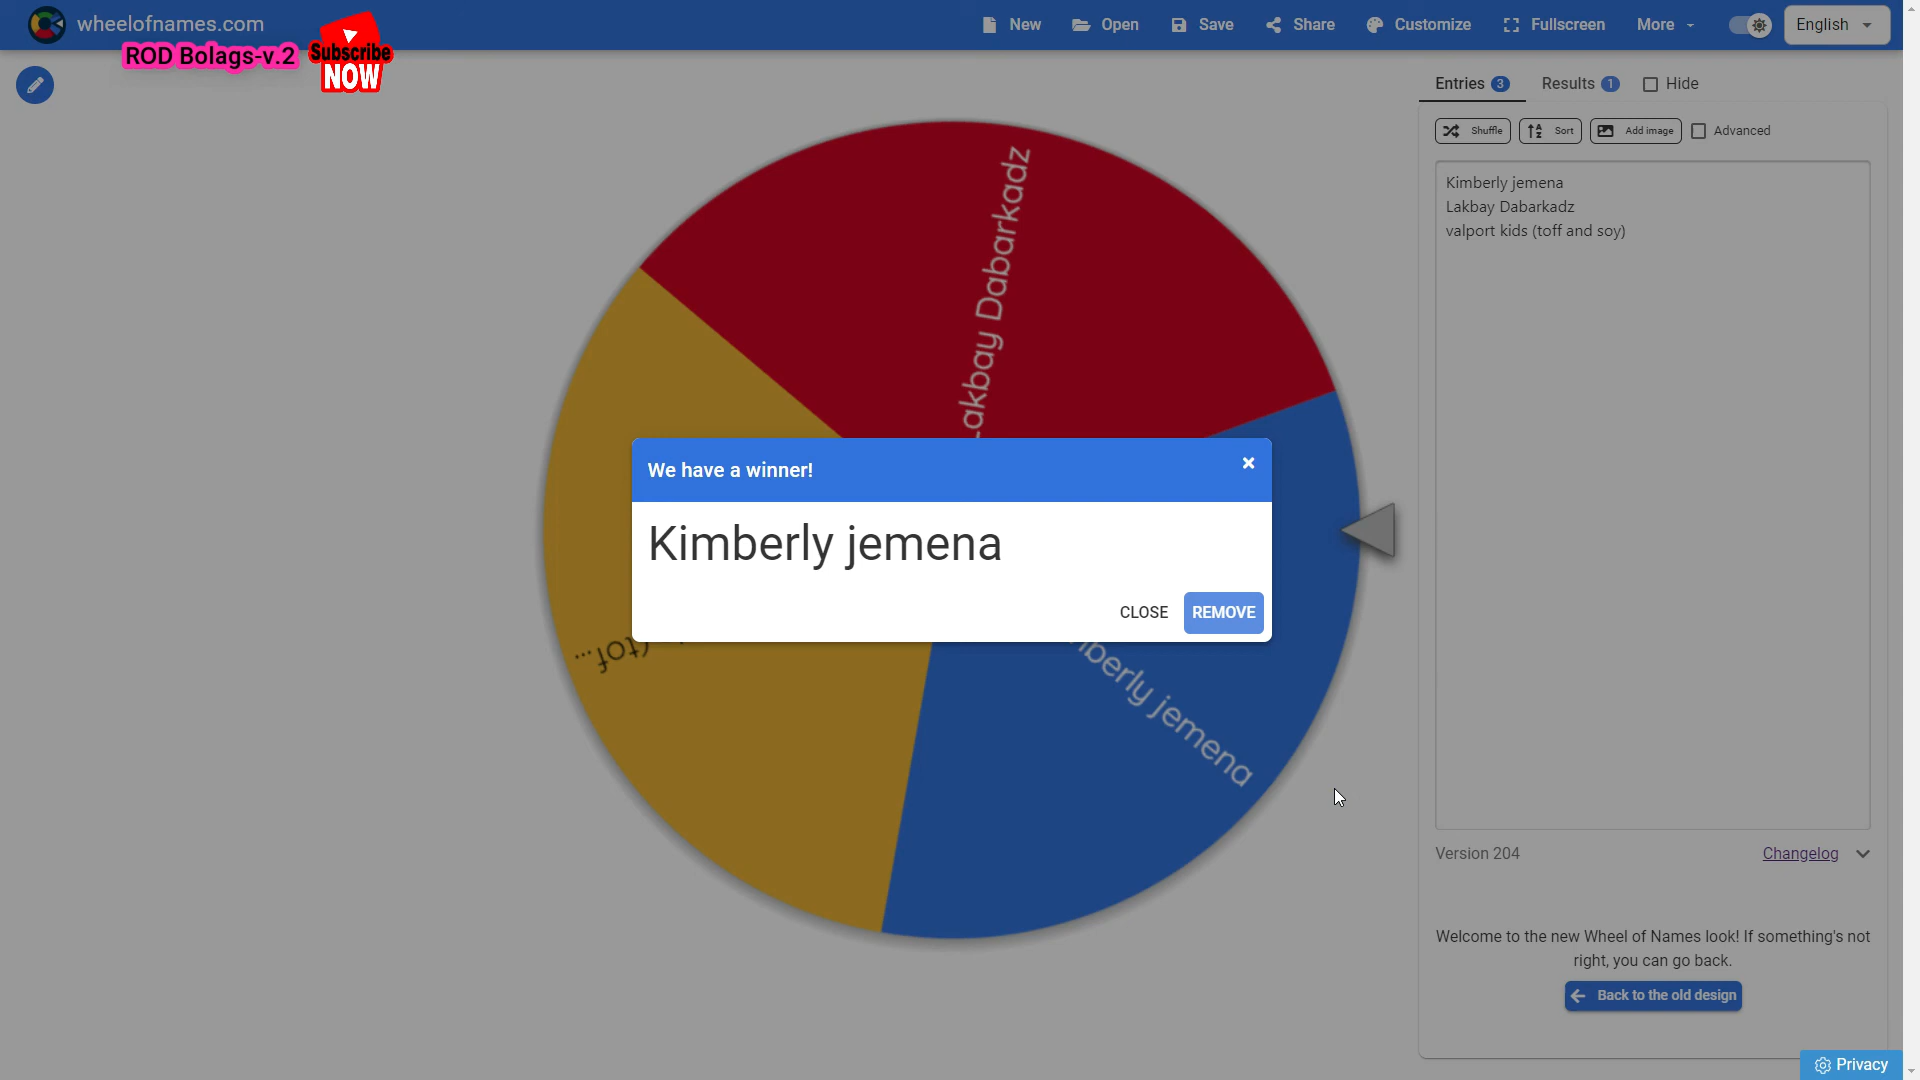 wheelofnames.com
New
Open
Save
Share
Customize
Fullscreen
More
English
ROD Bolags-v.2
Subscribe
NOW
Entries 3
Results 1
Hide
Shuffle
Sort
Add image
Advanced
Kimberly jemena
Lakbay Dabarkadz
valport kids (toff and soy)
akbay Dabarkadz
We have a winner!
Kimberly jemena
CLOSE
REMOVE
(tof...
berly jemena
Version 204
Changelog
Welcome to the new Wheel of Names look! If something's not
right, you can go back.
Back to the old design
Privacy